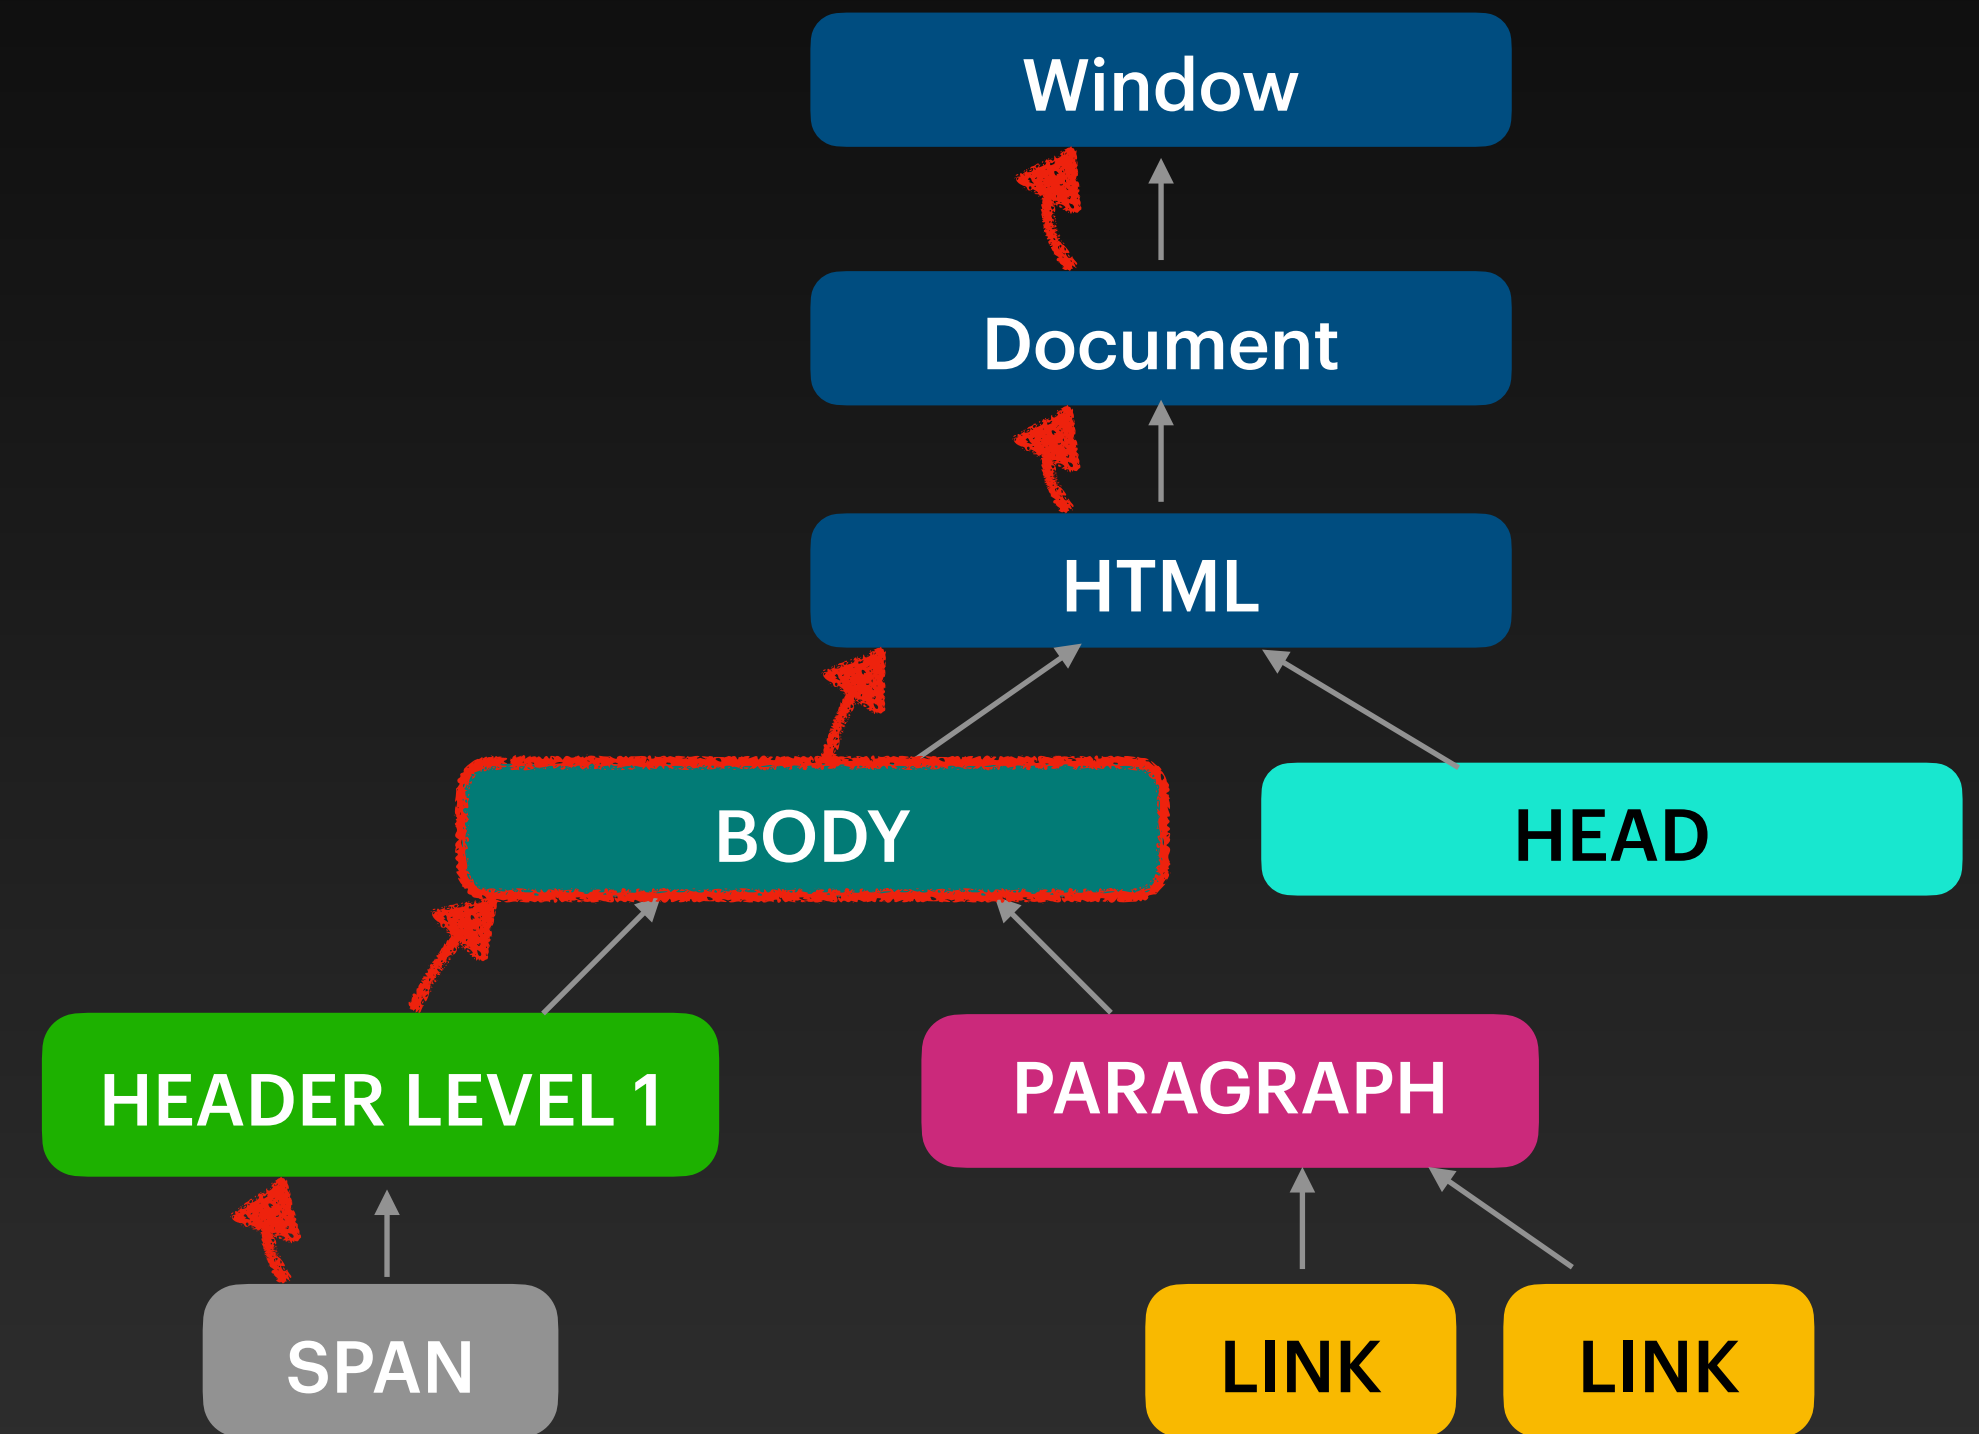 Window
Document
HTML
BODY
HEAD
HEADER LEVEL 1
PARAGRAPH
SPAN
LINK
LINK